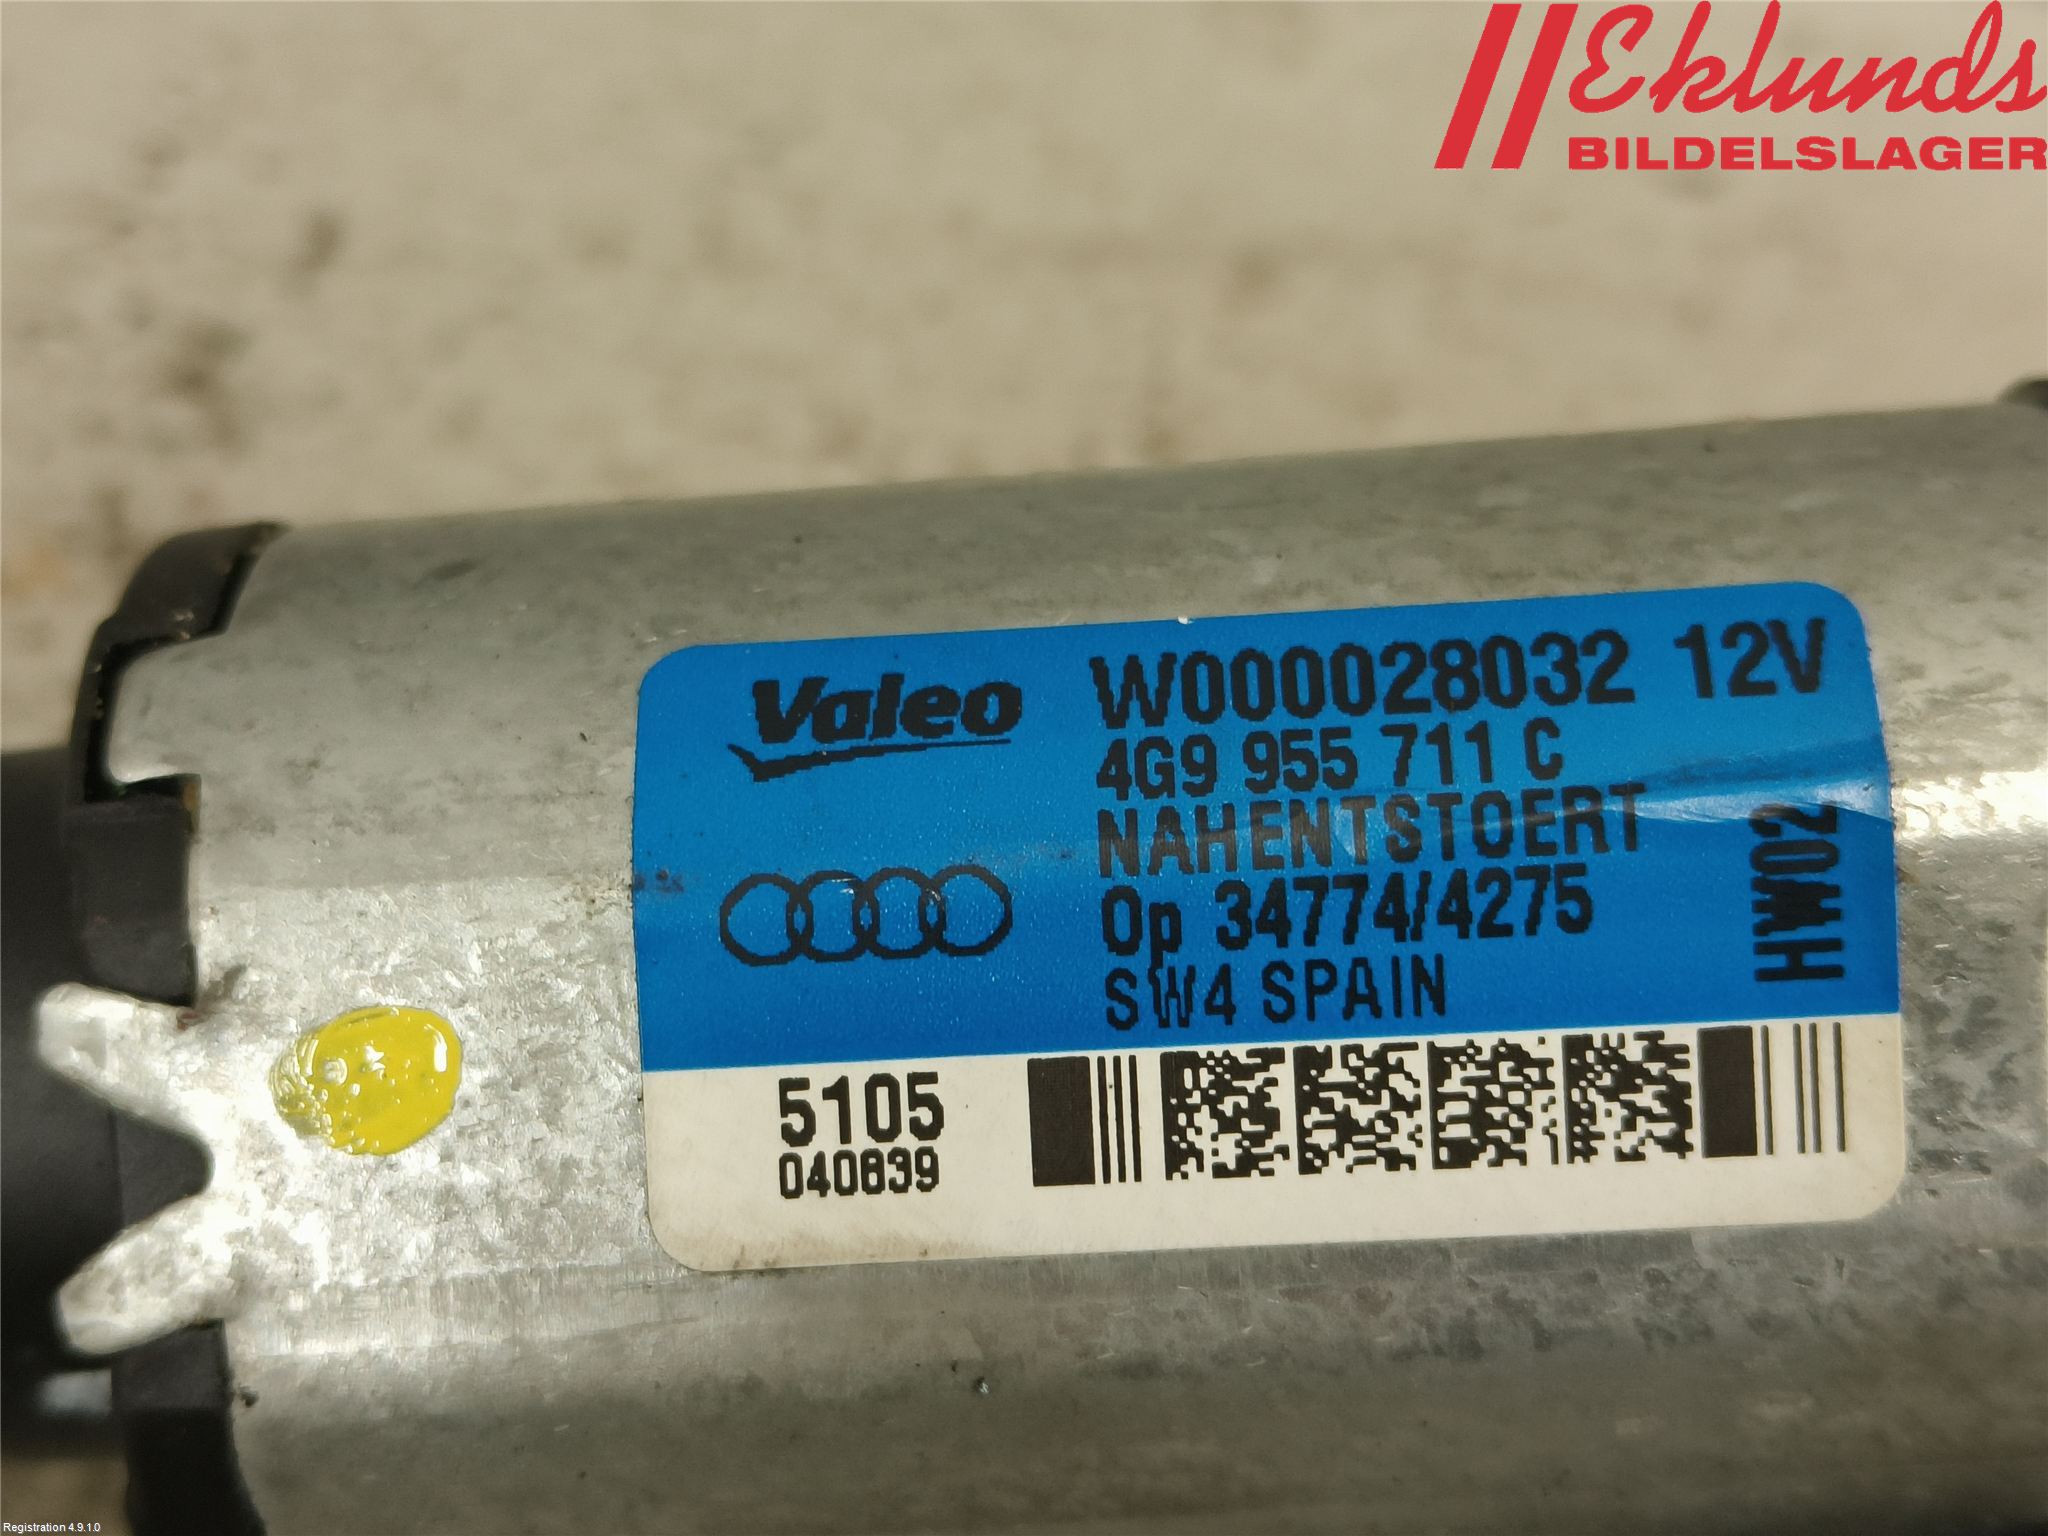 Eklunds
BILDELSLAGER
Valeo
W000028032 12V
4G9 955 711 C
NAHENTSTOERT
Op 34774/4275
SW4 SPAIN
HW02
5105
040839
Registration 4.9.1.0